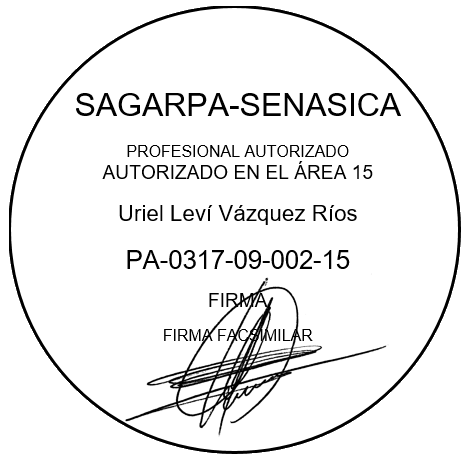 SAGARPA-SENASICA
PROFESIONAL AUTORIZADO
AUTORIZADO EN EL ÁREA 15
Uriel Leví Vázquez Ríos
PA-0317-09-002-15
FIRMA
FIRMA FACSIMILAR